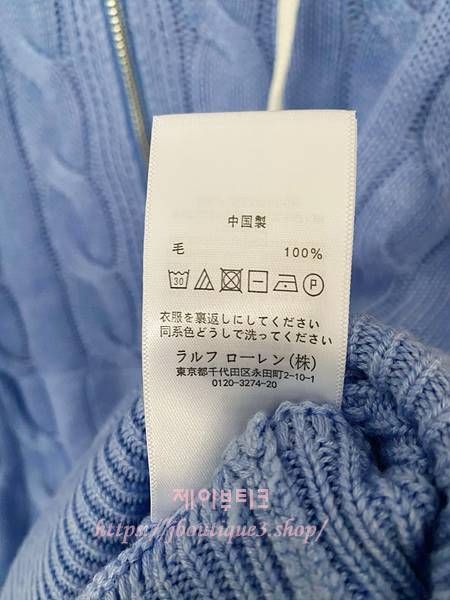 中国製
毛 100%
30 P
衣服を裏返しにしてください
同系色どうしで洗ってください
ラルフ ローレン(株)
東京都千代田区永田町2-10-1
0120-3274-20
제이부티크
https://jboutique3.shop/